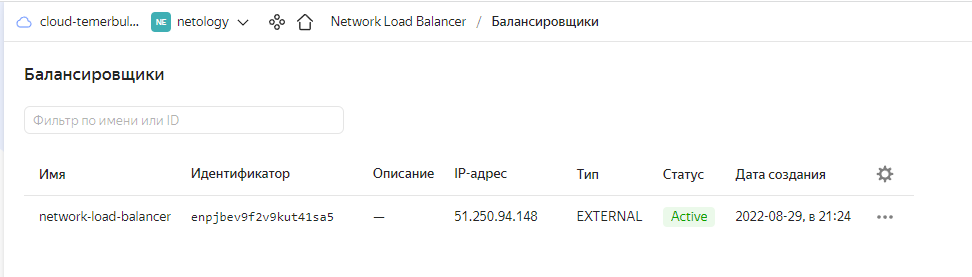 cloud-temerbul... NE netology Network Load Balancer / Балансировщики
Балансировщики
Фильтр по имени или ID
Имя Идентификатор Описание IP-адрес Тип Статус Дата создания
network-load-balancer enpjbev9f2v9kut41sa5 — 51.250.94.148 EXTERNAL Active 2022-08-29, в 21:24